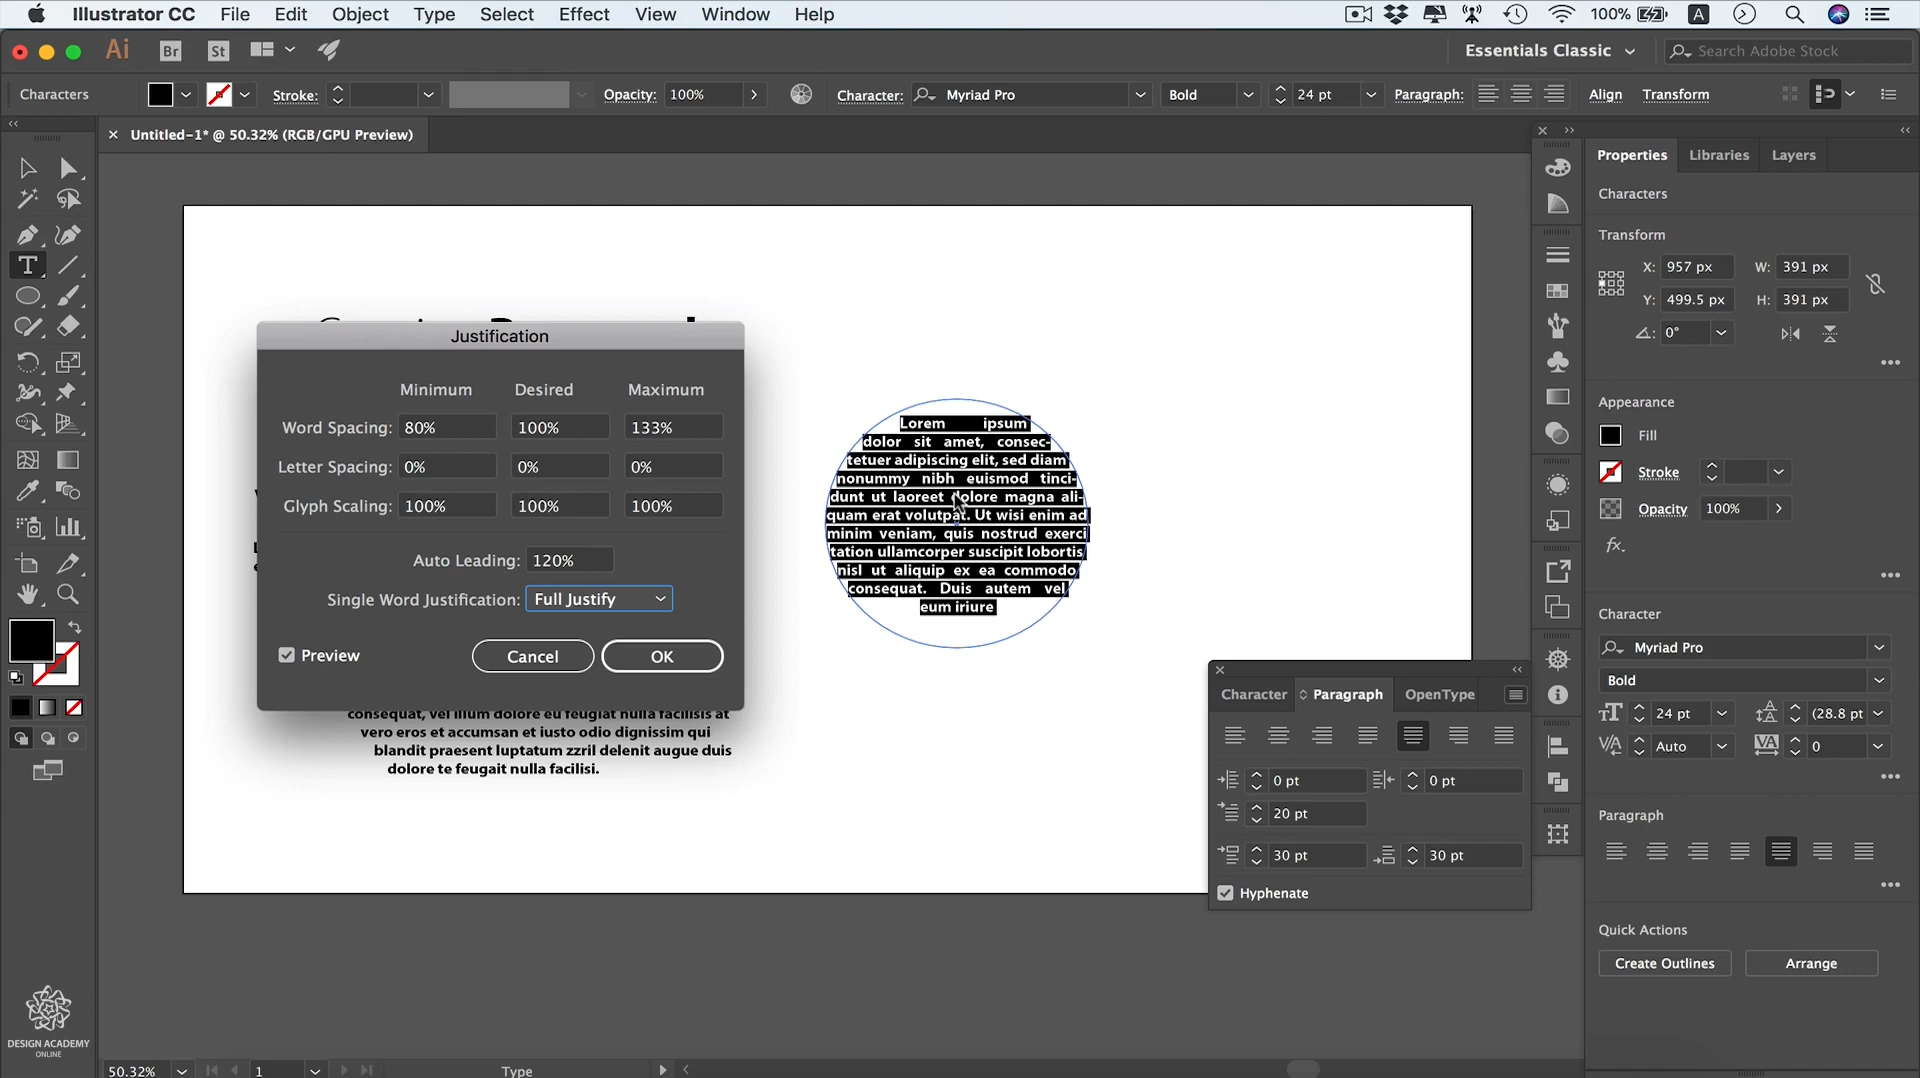 Illustrator CC File Edit Object Type Select Effect View Window Help 100% A
Ai Br St Essentials Classic Search Adobe Stock
Characters Stroke: Opacity: 100% Character: Myriad Pro Bold 24 pt Paragraph: Align Transform
Untitled-1* @ 50.32% (RGB/GPU Preview)
Justification
Minimum Desired Maximum
Word Spacing: 80% 100% 133%
Letter Spacing: 0% 0% 0%
Glyph Scaling: 100% 100% 100%
Auto Leading: 120%
Single Word Justification: Full Justify
Preview Cancel OK
consequat, vel illum dolore eu feugiat nulla facilisis at
vero eros et accumsan et iusto odio dignissim qui
blandit praesent luptatum zzril delenit augue duis
dolore te feugait nulla facilisi.
Lorem ipsum
dolor sit amet, consec-
tetuer adipiscing elit, sed diam
nonummy nibh euismod tinci-
dunt ut laoreet dolore magna ali-
quam erat volutpat. Ut wisi enim ad
minim veniam, quis nostrud exerci
tation ullamcorper suscipit lobortis
nisl ut aliquip ex ea commodo
consequat. Duis autem vel
eum iriure
Character Paragraph OpenType
0 pt 0 pt
20 pt
30 pt 30 pt
Hyphenate
Properties Libraries Layers
Characters
Transform
X: 957 px W: 391 px
Y: 499.5 px H: 391 px
0°
Appearance
Fill
Stroke
Opacity 100%
fx.
Character
Myriad Pro
Bold
24 pt (28.8 pt
Auto 0
Paragraph
Quick Actions
Create Outlines Arrange
DESIGN ACADEMY
ONLINE
50.32% 1 Type